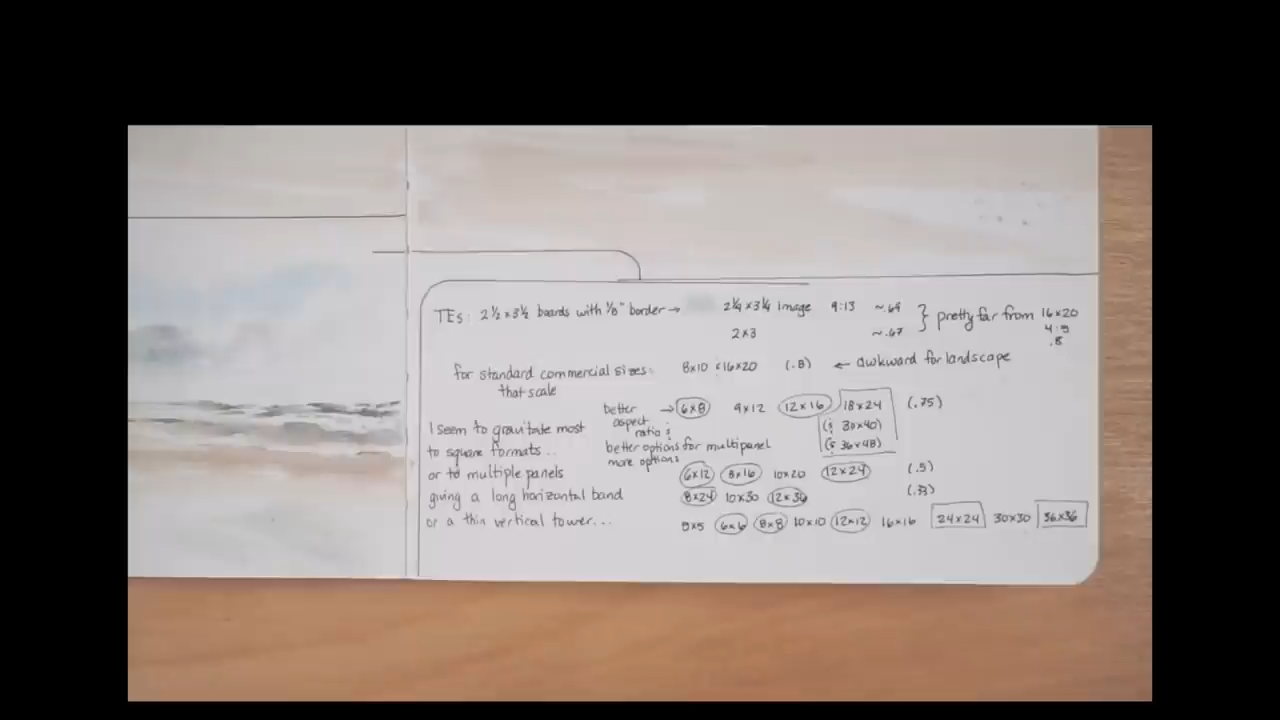 TES: 2½ x 3½ boards with ⅛" border → 2¼ x 3¼ image 9:13 ~.69 } pretty far from 16x20
2x3 ~.67 4:5
.8
for standard commercial sizes: 8x10 16x20 (.8) ← awkward for landscape
that scale
better → 6x8 9x12 12x16 18x24 (.75)
aspect
ratio &
(& 30x40)
(& 36x48)
better options for multipanel
more options
I seem to gravitate most
to square formats...
or to multiple panels
giving a long horizontal band
or a thin vertical tower...
6x12 8x16 10x20 12x24 (.5)
8x24 10x30 12x36 (.33)
5x5 6x6 8x8 10x10 12x12 16x16 24x24 30x30 36x36